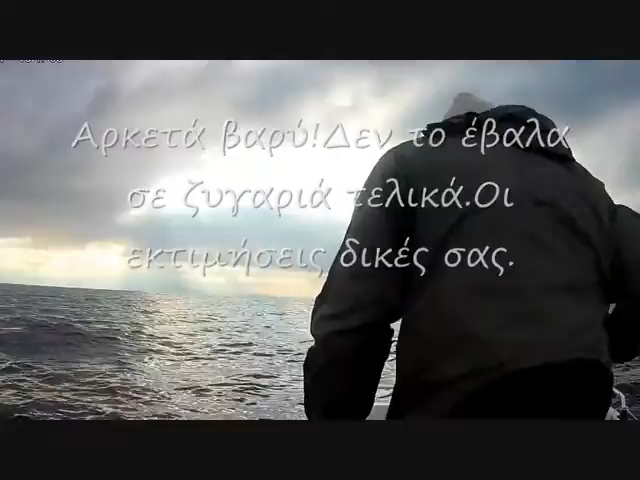 Αρκετά βαρύ!Δεν το έβαλα
σε ζυγαριά τελικά.Οι
εκτιμήσεις δικές σας.